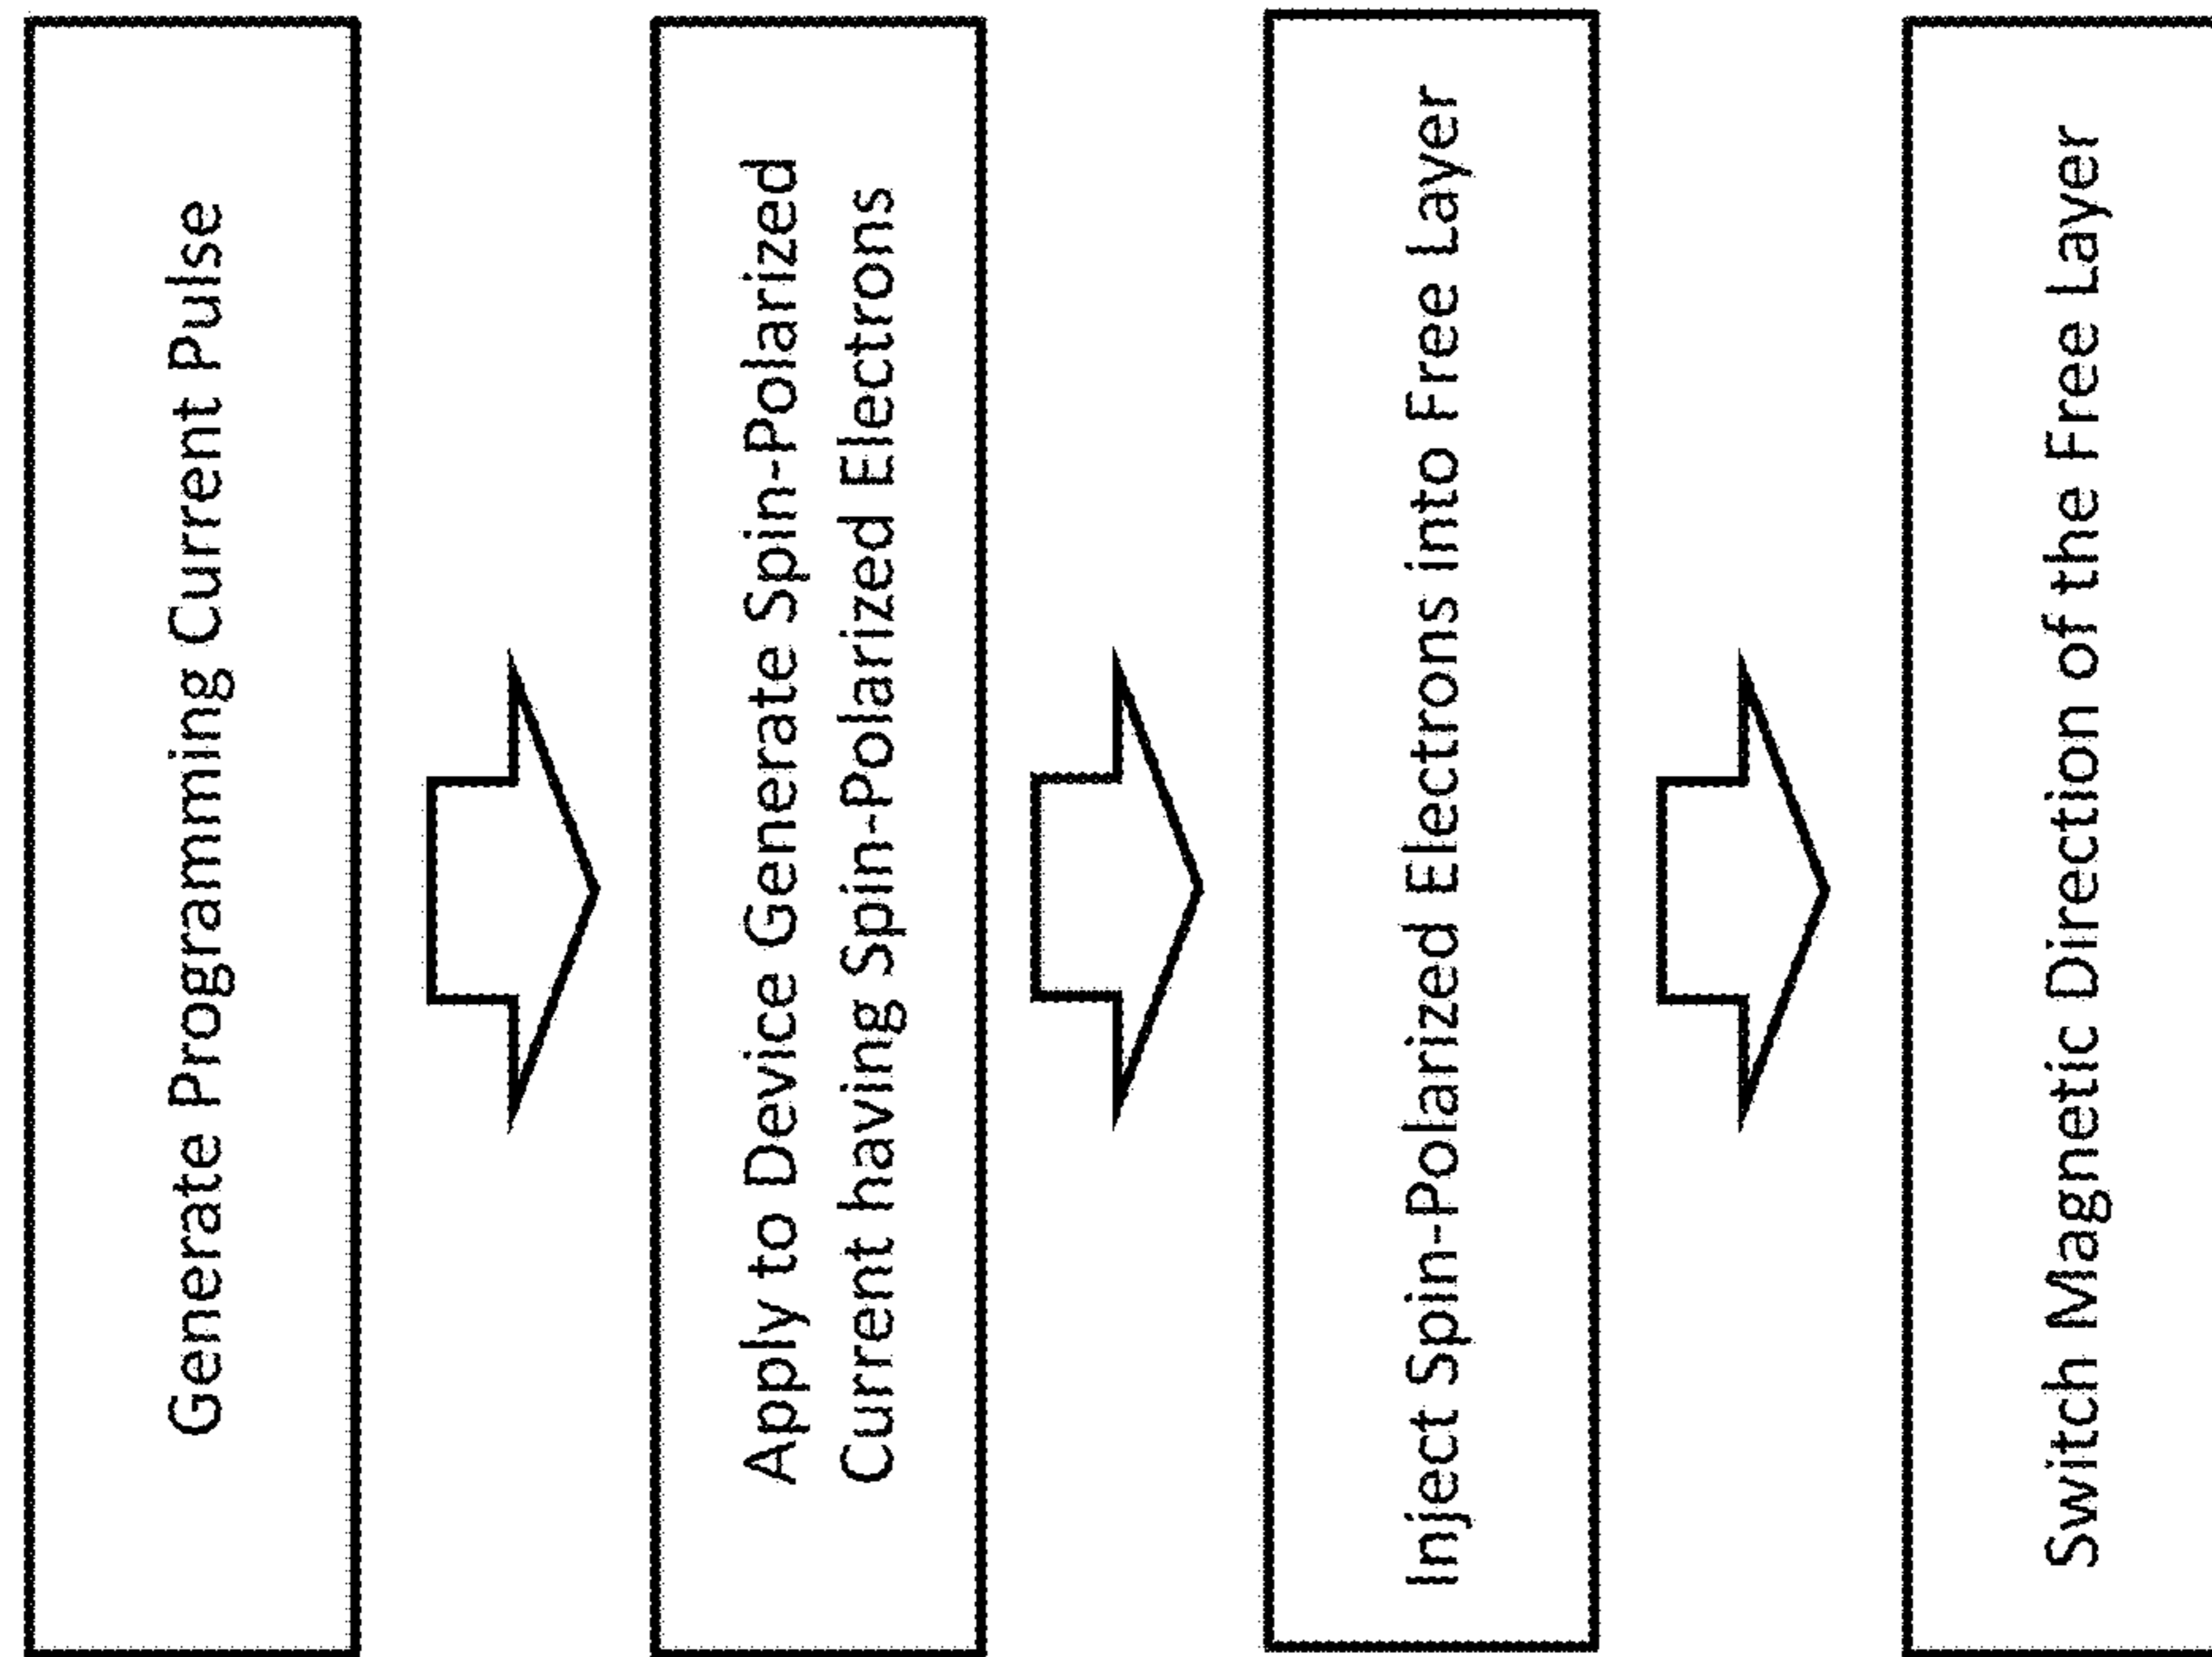 Generate Programming Current Pulse
Apply to Device Generate Spin-Polarized
Current having Spin-Polarized Electrons
Inject Spin-Polarized Electrons into Free Layer
Switch Magnetic Direction of the Free Layer